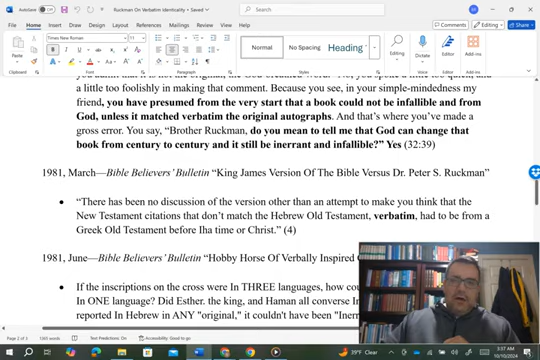 AutoSave Off
Ruckman On Verbatim Identicality
Search
File Home Insert Draw Design Layout References Mailings Review View Help
Comments Editing Share
Times New Roman 11
Paste
Clipboard Font Paragraph Styles
Normal No Spacing Heading
Editing Dictate Editor Add-ins
Voice Editor Add-ins
a little too foolishly in making that comment. Because you see, in your simple-mindedness my
friend, you have presumed from the very start that a book could not be infallible and from
God, unless it matched verbatim the original autographs. And that's where you've made a
gross error. You say, "Brother Ruckman, do you mean to tell me that God can change that
book from century to century and it still be inerrant and infallible?" Yes (32:39)
1981, March—Bible Believers' Bulletin "King James Version Of The Bible Versus Dr. Peter S. Ruckman"
"There has been no discussion of the version other than an attempt to make you think that the
New Testament citations that don't match the Hebrew Old Testament, verbatim, had to be from a
Greek Old Testament before Iha time or Christ." (4)
1981, June—Bible Believers' Bulletin "Hobby Horse of Verbally Inspired
If the inscriptions on the cross were In THREE languages, how
In ONE language? Did Esther. the king, and Haman all converse In
reported In Hebrew in ANY "original," it couldn't have been "Iner
Page 2 of 5 1265 words Text Predictions: On Accessibility: Good to go
39°F Clear
3:37 AM
10/15/2024